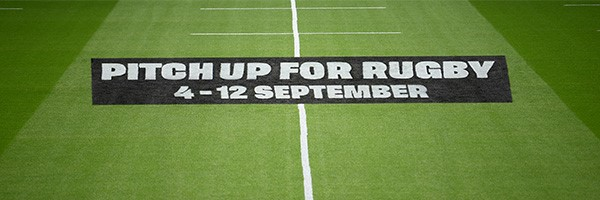 PITCH UP FOR RUGBY
4 - 12 SEPTEMBER